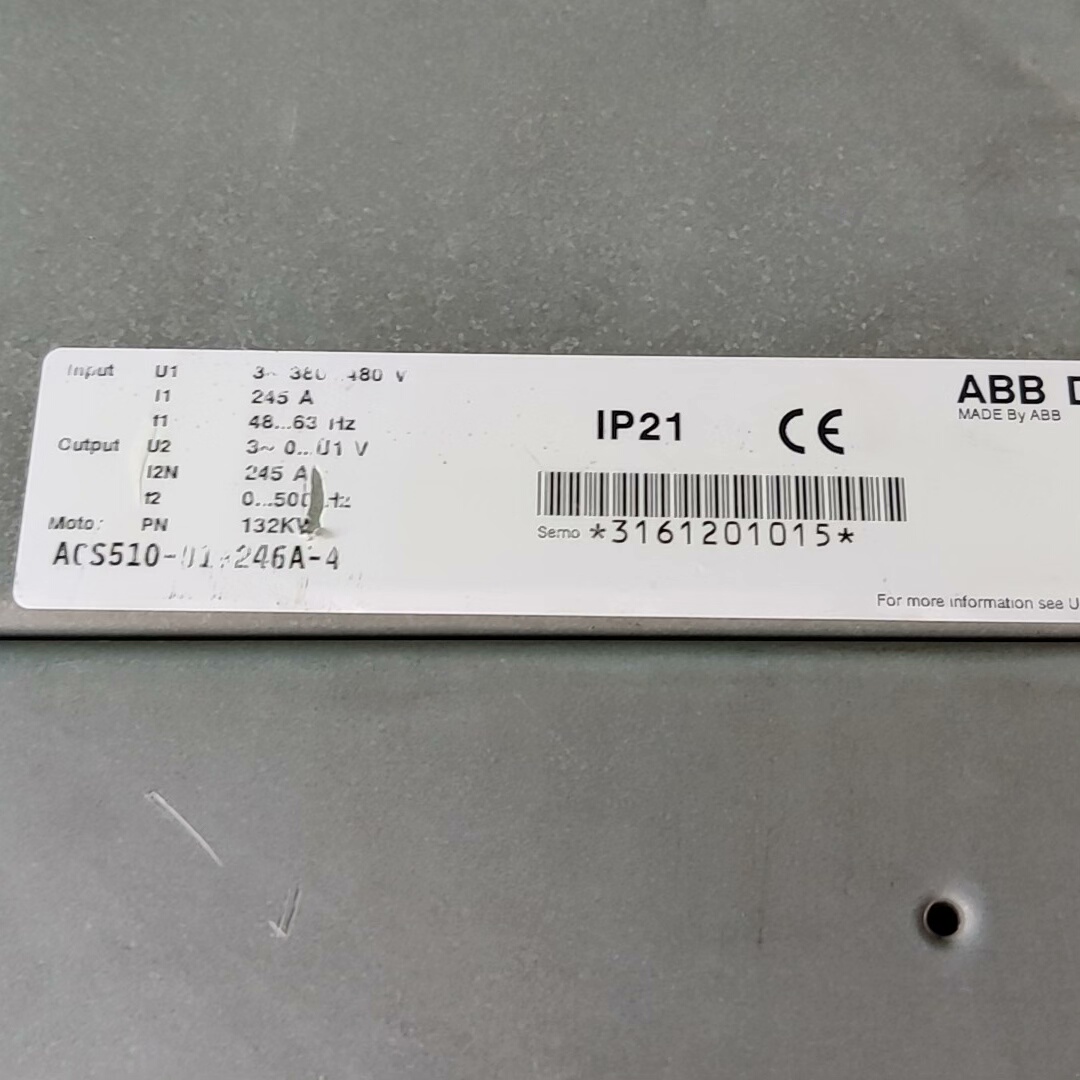 Input U1 3~ 380...480 V
I1 245 A
f1 48...63 Hz
Output U2 3~ 0...U1 V
I2N 245 A
f2 0...500 Hz
Motor: PN 132KW
ACS510-01-246A-4
IP21 CE
Serno *3161201015*
ABB
MADE By ABB
For more information see U